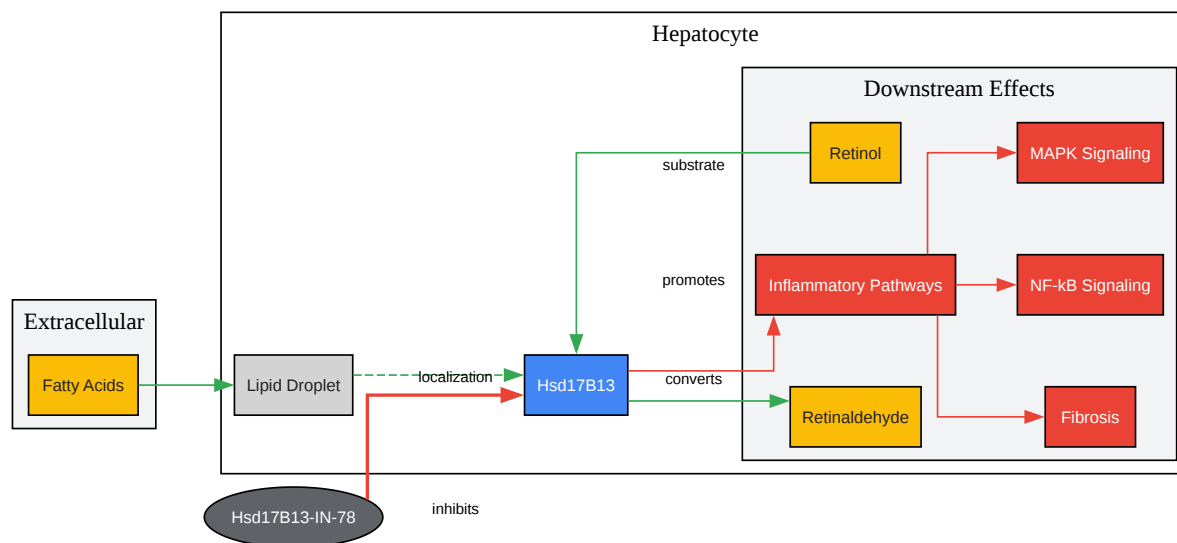 Hepatocyte
Downstream Effects
Retinol
MAPK Signaling
substrate
Inflammatory Pathways
NF-kB Signaling
promotes
Extracellular
Fatty Acids
Lipid Droplet
localization
Hsd17B13
converts
Retinaldehyde
Fibrosis
Hsd17B13-IN-78
inhibits